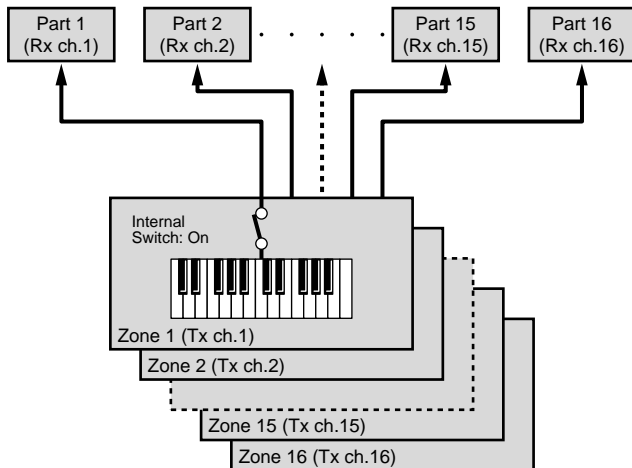 Part 1
(Rx ch.1)
Part 2
(Rx ch.2)
. . . . . .
Part 15
(Rx ch.15)
Part 16
(Rx ch.16)
Internal
Switch: On
Zone 1 (Tx ch.1)
Zone 2 (Tx ch.2)
Zone 15 (Tx ch.15)
Zone 16 (Tx ch.16)